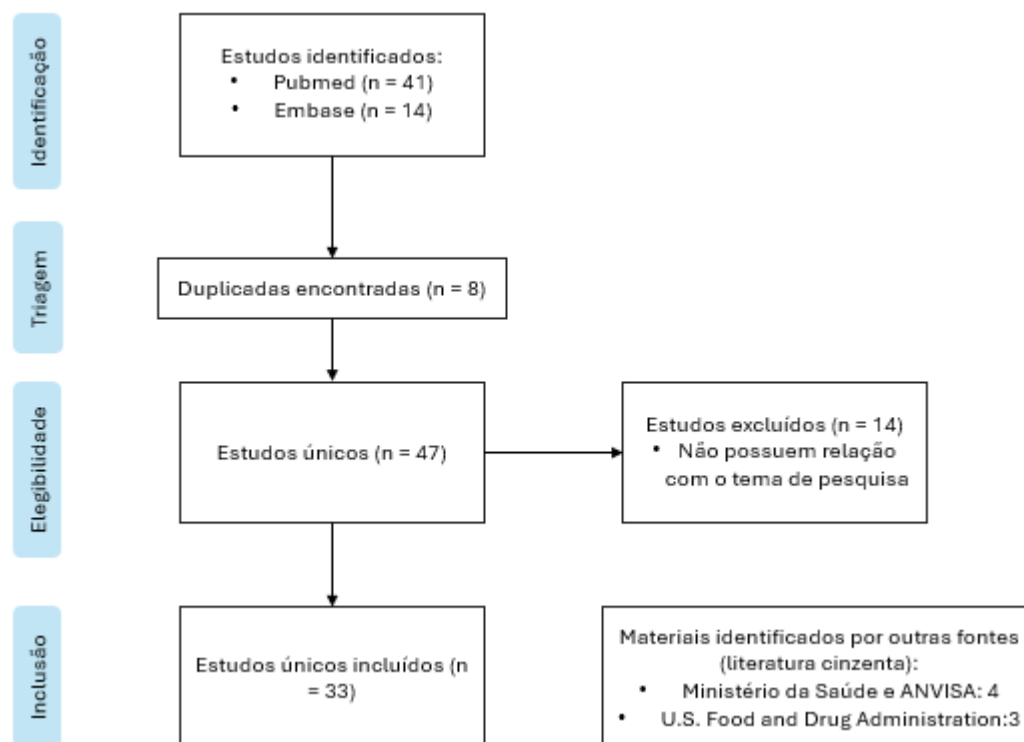 Identificação
Estudos identificados:
• Pubmed (n = 41)
• Embase (n = 14)
Triagem
Duplicadas encontradas (n = 8)
Elegibilidade
Estudos únicos (n = 47)
Estudos excluídos (n = 14)
• Não possuem relação
com o tema de pesquisa
Inclusão
Estudos únicos incluídos (n
= 33)
Materiais identificados por outras fontes
(literatura cinzenta):
• Ministério da Saúde e ANVISA: 4
• U.S. Food and Drug Administration:3